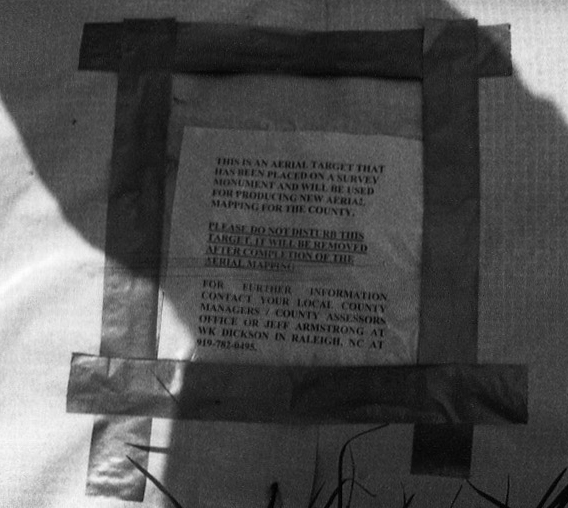 THIS IS AN AERIAL TARGET THAT
HAS BEEN PLACED ON A SURVEY
MONUMENT AND WILL BE USED
FOR PRODUCING NEW AERIAL
MAPPING FOR THE COUNTY.
PLEASE DO NOT DISTURB THIS
TARGET. IT WILL BE REMOVED
AFTER COMPLETION OF THE
AERIAL MAPPING
FOR FURTHER INFORMATION
CONTACT YOUR LOCAL COUNTY
MANAGERS / COUNTY ASSESSORS
OFFICE OR JEFF ARMSTRONG AT
WK DICKSON IN RALEIGH, NC AT
919-782-0495.